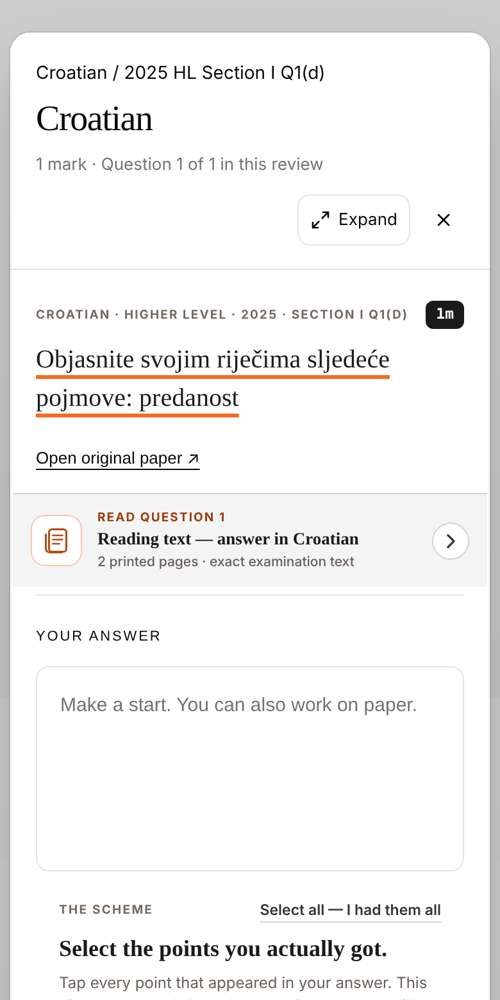 Croatian / 2025 HL Section I Q1(d)
Croatian
1 mark · Question 1 of 1 in this review
Expand
CROATIAN · HIGHER LEVEL · 2025 · SECTION I Q1(D)
1m
Objasnite svojim riječima sljedeće
pojmove: predanost
Open original paper ↗
READ QUESTION 1
Reading text — answer in Croatian
2 printed pages · exact examination text
YOUR ANSWER
Make a start. You can also work on paper.
THE SCHEME
Select all — I had them all
Select the points you actually got.
Tap every point that appeared in your answer. This